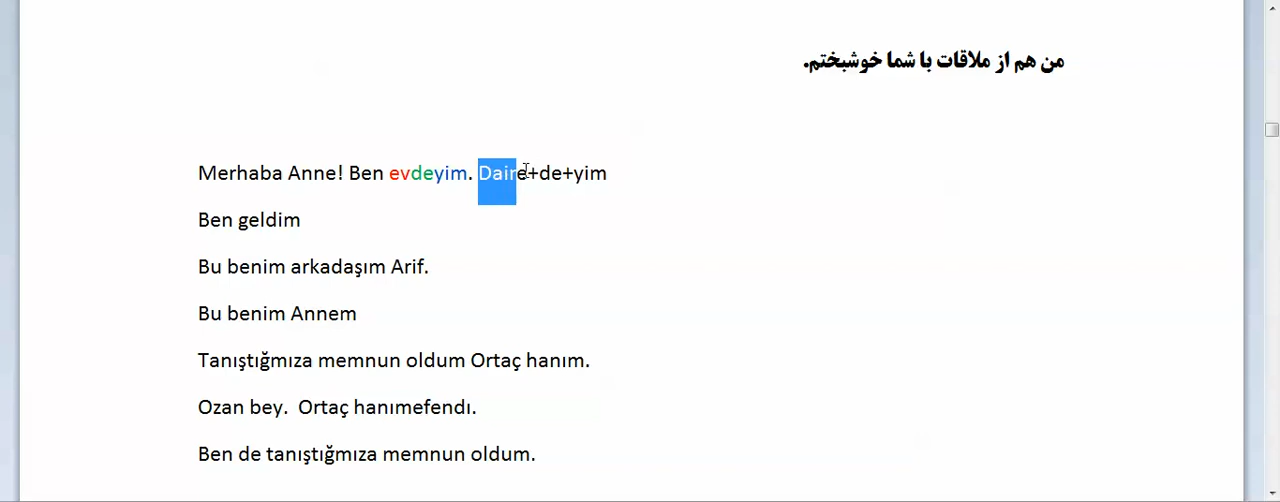 من هم از ملاقات با شما خوشبختم.
Merhaba Anne! Ben evdeyim. Daire+de+yim
Ben geldim
Bu benim arkadaşım Arif.
Bu benim Annem
Tanıştığmıza memnun oldum Ortaç hanım.
Ozan bey.  Ortaç hanımefendı.
Ben de tanıştığmıza memnun oldum.